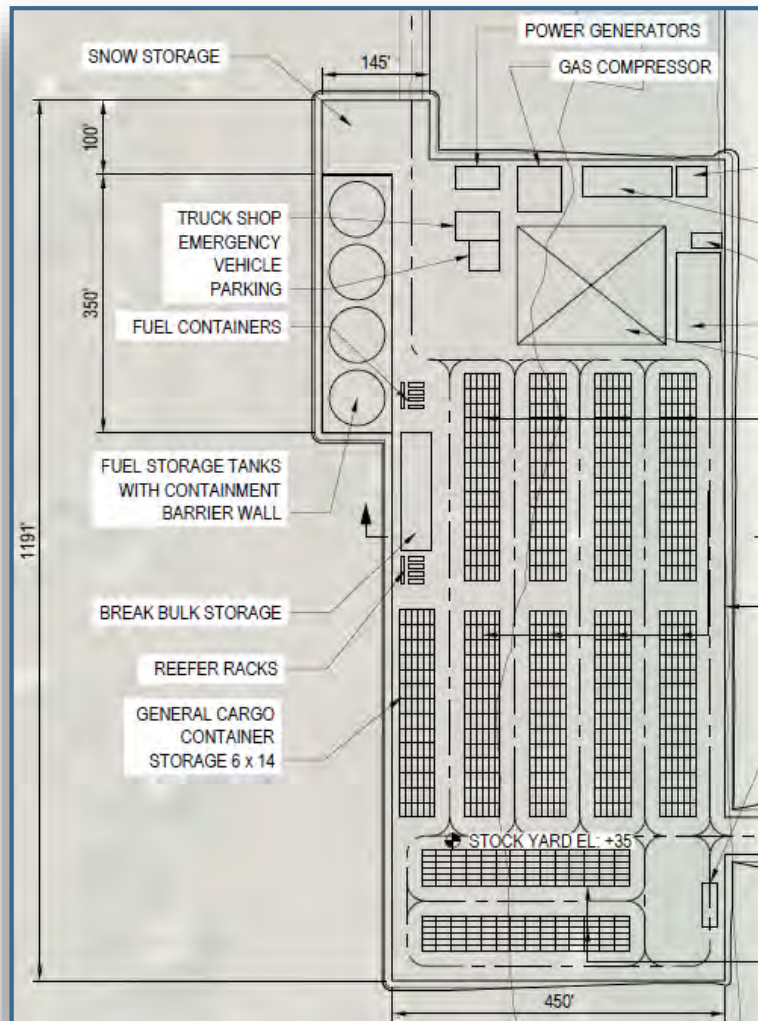 POWER GENERATORS
SNOW STORAGE
145'
GAS COMPRESSOR
100'
TRUCK SHOP
EMERGENCY
VEHICLE
PARKING
350'
FUEL CONTAINERS
FUEL STORAGE TANKS
WITH CONTAINMENT
BARRIER WALL
1191'
BREAK BULK STORAGE
REEFER RACKS
GENERAL CARGO
CONTAINER
STORAGE 6 x 14
STOCK YARD EL: +35'
450'